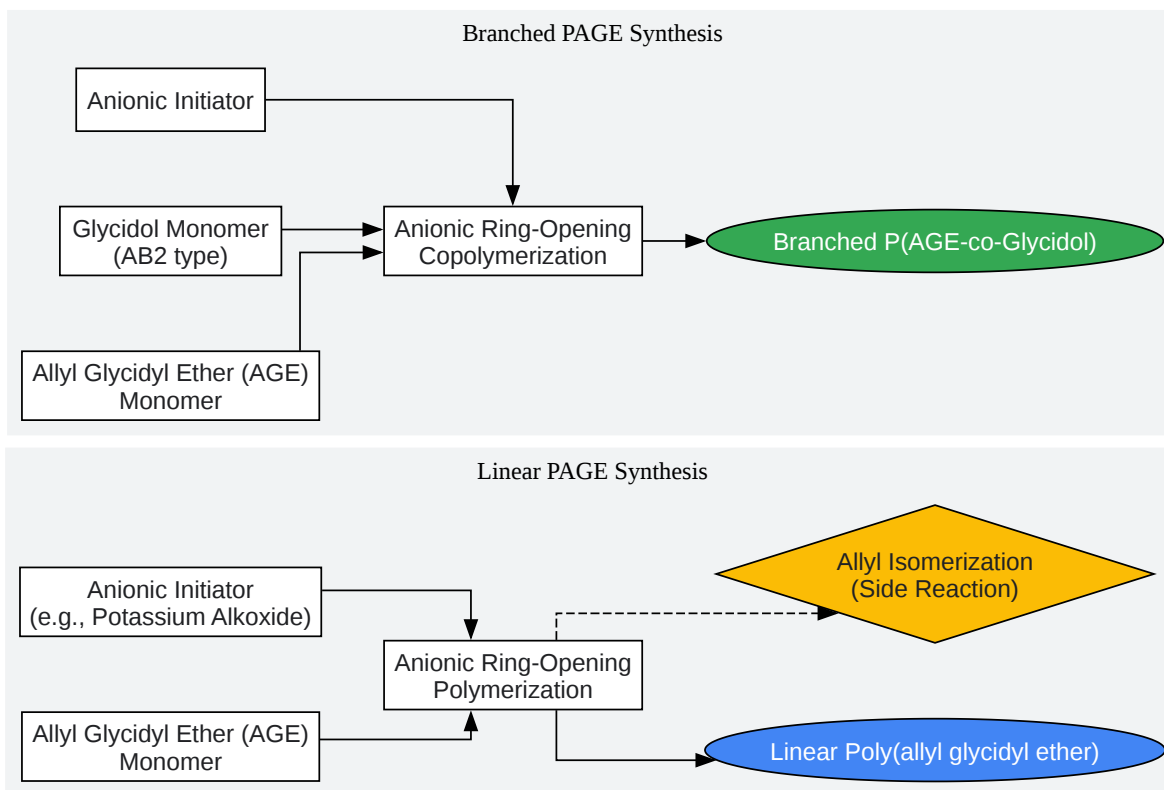 Branched PAGE Synthesis
Anionic Initiator
Glycidol Monomer
(AB2 type)
Anionic Ring-Opening
Copolymerization
Branched P(AGE-co-Glycidol)
Allyl Glycidyl Ether (AGE)
Monomer
Linear PAGE Synthesis
Allyl Isomerization
(Side Reaction)
Anionic Initiator
(e.g., Potassium Alkoxide)
Anionic Ring-Opening
Polymerization
Allyl Glycidyl Ether (AGE)
Monomer
Linear Poly(allyl glycidyl ether)